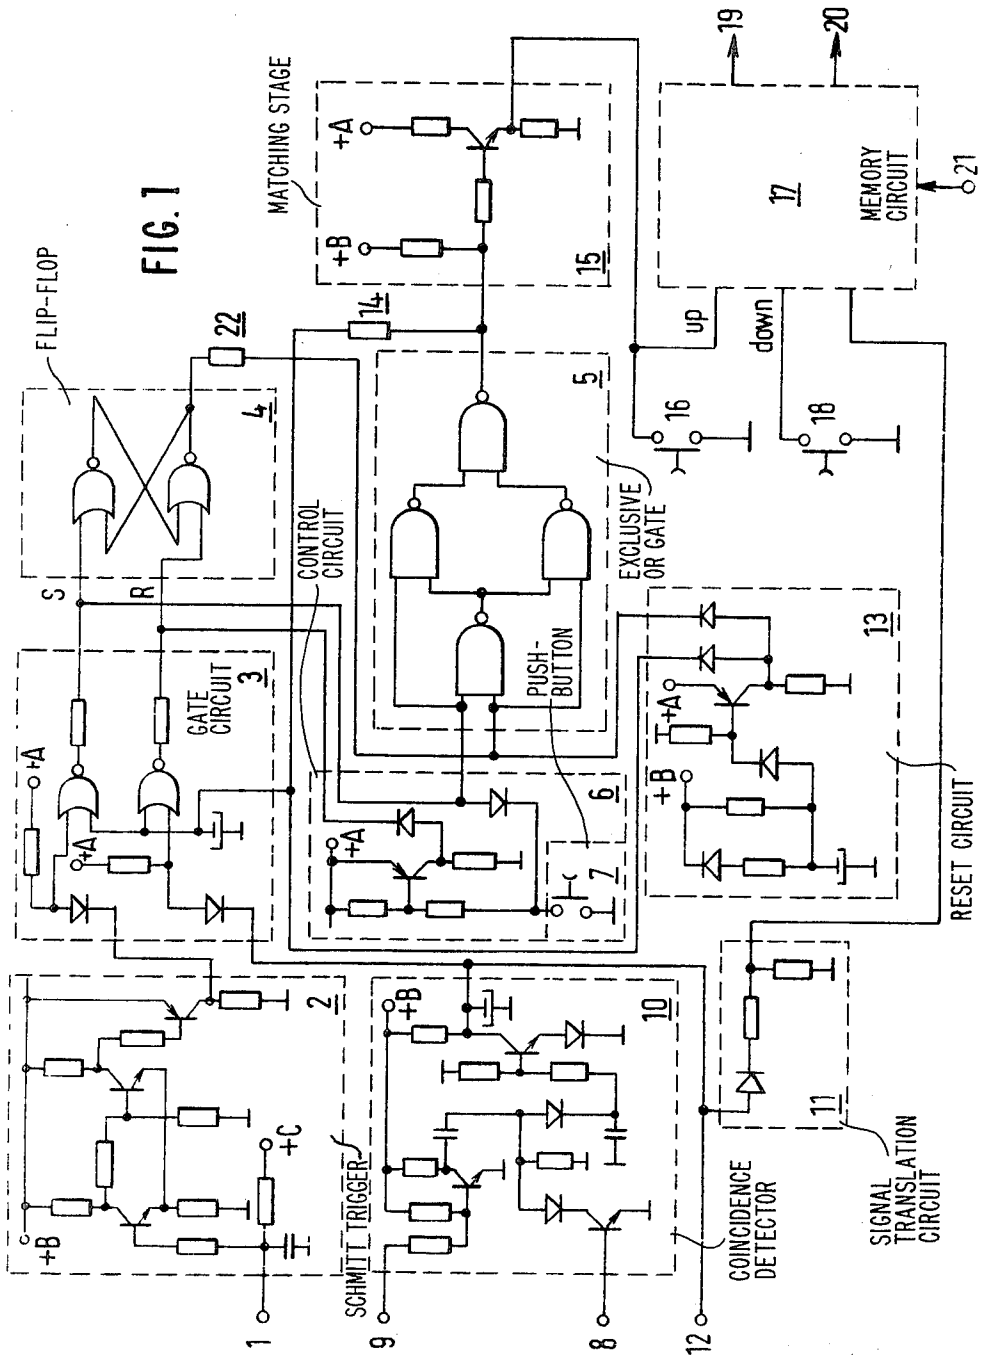 FIG. 1
SCHMITT TRIGGER
2
+B
+C
1
GATE
CIRCUIT
3
+A
+A
S
R
FLIP-FLOP
4
22
14
MATCHING STAGE
15
+B
+A
CONTROL
CIRCUIT
6
+A
PUSH-
BUTTON
7
EXCLUSIVE
OR GATE
5
COINCIDENCE
DETECTOR
10
+B
9
8
12
SIGNAL
TRANSLATION
CIRCUIT
11
RESET CIRCUIT
13
+B
+A
16
18
up
down
MEMORY
CIRCUIT
17
19
20
21